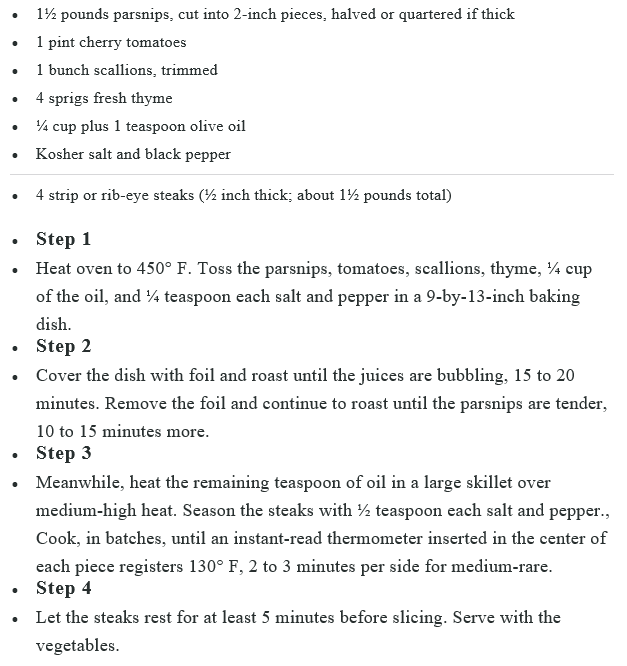 • 1½ pounds parsnips, cut into 2-inch pieces, halved or quartered if thick
• 1 pint cherry tomatoes
• 1 bunch scallions, trimmed
• 4 sprigs fresh thyme
• ¼ cup plus 1 teaspoon olive oil
• Kosher salt and black pepper
• 4 strip or rib-eye steaks (½ inch thick; about 1½ pounds total)
• Step 1
• Heat oven to 450° F. Toss the parsnips, tomatoes, scallions, thyme, ¼ cup
of the oil, and ¼ teaspoon each salt and pepper in a 9-by-13-inch baking
dish.
• Step 2
• Cover the dish with foil and roast until the juices are bubbling, 15 to 20
minutes. Remove the foil and continue to roast until the parsnips are tender,
10 to 15 minutes more.
• Step 3
• Meanwhile, heat the remaining teaspoon of oil in a large skillet over
medium-high heat. Season the steaks with ½ teaspoon each salt and pepper.,
Cook, in batches, until an instant-read thermometer inserted in the center of
each piece registers 130° F, 2 to 3 minutes per side for medium-rare.
• Step 4
• Let the steaks rest for at least 5 minutes before slicing. Serve with the
vegetables.